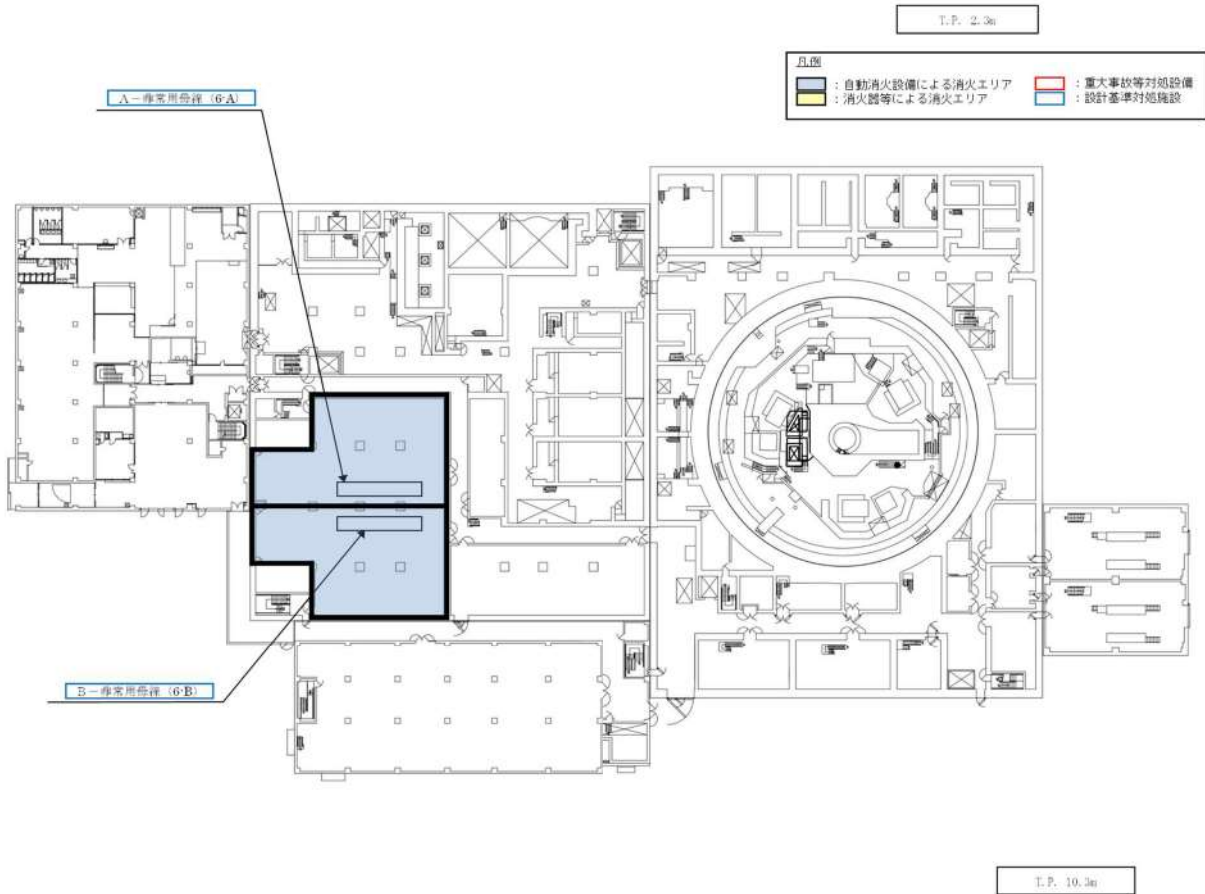 T.P. 2.3m
凡例
：自動消火設備による消火エリア
：重大事故等対処設備
：消火器等による消火エリア
：設計基準対処施設
A－非常用母線 (6-A)
B－非常用母線 (6-B)
T.P. 10.3m